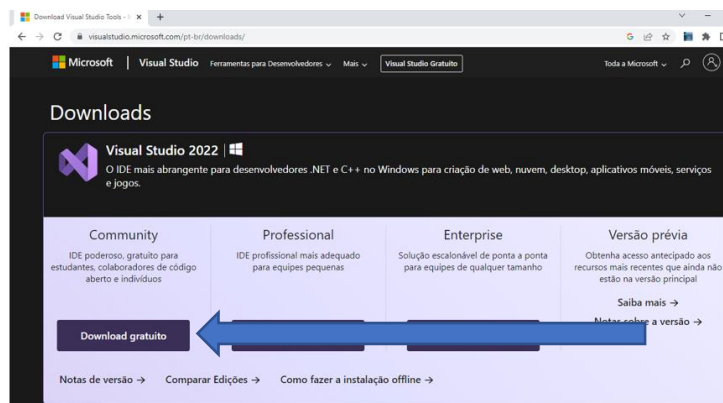 Download Visual Studio Tools - I
visualstudio.microsoft.com/pt-br/downloads/
Microsoft | Visual Studio Ferramentas para Desenvolvedores Mais Visual Studio Gratuito Toda a Microsoft
Downloads
Visual Studio 2022
O IDE mais abrangente para desenvolvedores .NET e C++ no Windows para criação de web, nuvem, desktop, aplicativos móveis, serviços
e jogos.
Community
IDE poderoso, gratuito para
estudantes, colaboradores de código
aberto e indivíduos
Download gratuito
Professional
IDE profissional mais adequado
para equipes pequenas
Enterprise
Solução escalonável de ponta a ponta
para equipes de qualquer tamanho
Versão prévia
Obtenha acesso antecipado aos
recursos mais recentes que ainda não
estão na versão principal
Saiba mais →
Notas sobre a versão →
Notas de versão → Comparar Edições → Como fazer a instalação offline →